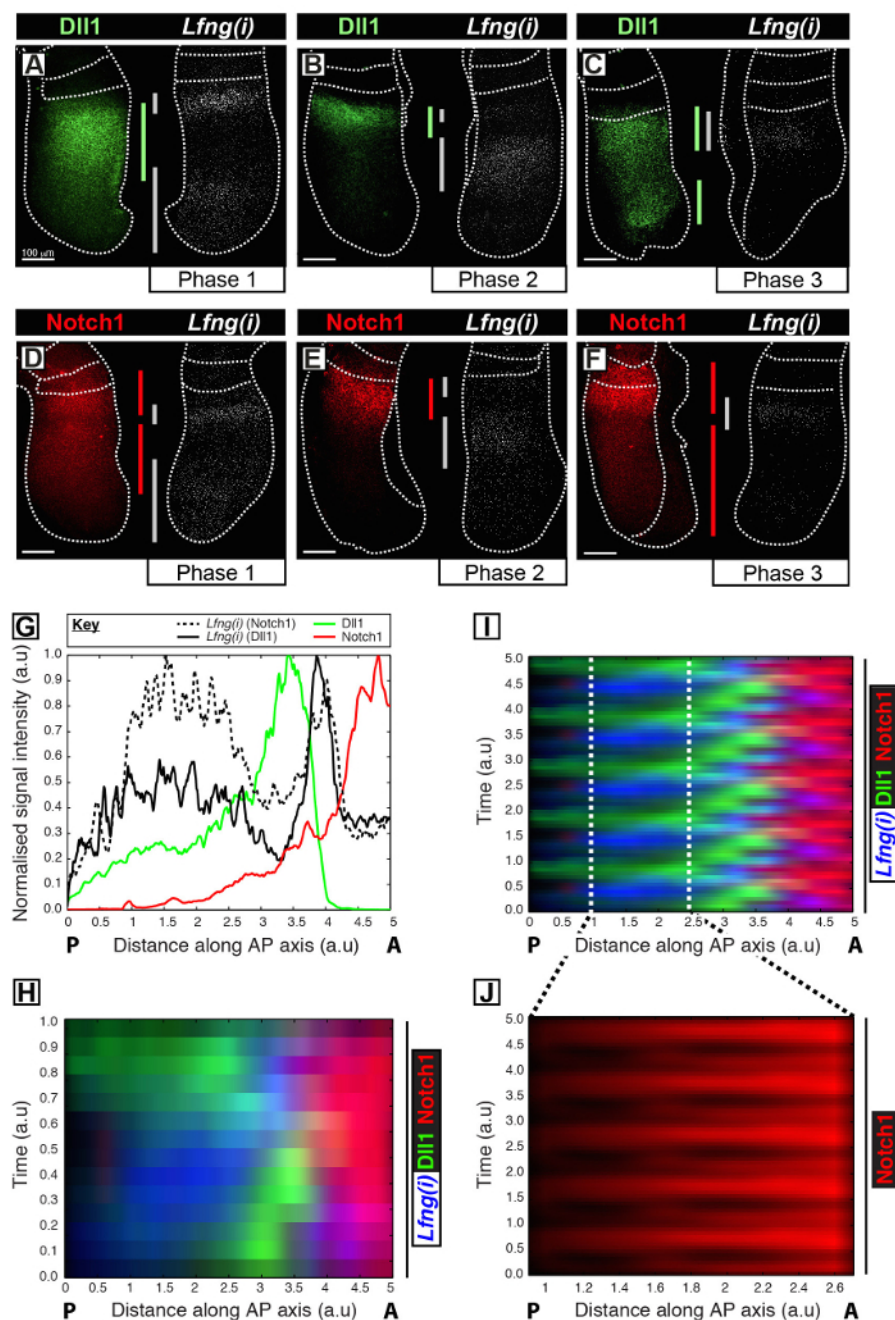 Dll1 Lfng(i) Dll1 Lfng(i) Dll1 Lfng(i)
A B C
100 µm
Phase 1 Phase 2 Phase 3
Notch1 Lfng(i) Notch1 Lfng(i) Notch1 Lfng(i)
D E F
Phase 1 Phase 2 Phase 3
G
Key Lfng(i) (Notch1) Dll1
Lfng(i) (Dll1) Notch1
Normalised signal intensity (a.u)
1.0
0.9
0.8
0.7
0.6
0.5
0.4
0.3
0.2
0.1
0.0
0 0.5 1 1.5 2 2.5 3 3.5 4 4.5 5
P Distance along AP axis (a.u) A
I
Time (a.u)
5.0
4.5
4.0
3.5
3.0
2.5
2.0
1.5
1.0
0.5
0.0
0 0.5 1 1.5 2 2.5 3 3.5 4 4.5 5
P Distance along AP axis (a.u) A
Lfng(i) Dll1 Notch1
H
Time (a.u)
1.0
0.9
0.8
0.7
0.6
0.5
0.4
0.3
0.2
0.1
0.0
0 0.5 1 1.5 2 2.5 3 3.5 4 4.5 5
P Distance along AP axis (a.u) A
Lfng(i) Dll1 Notch1
J
Time (a.u)
5.0
4.5
4.0
3.5
3.0
2.5
2.0
1.5
1.0
0.5
0.0
1 1.2 1.4 1.6 1.8 2 2.2 2.4 2.6
P Distance along AP axis (a.u) A
Notch1